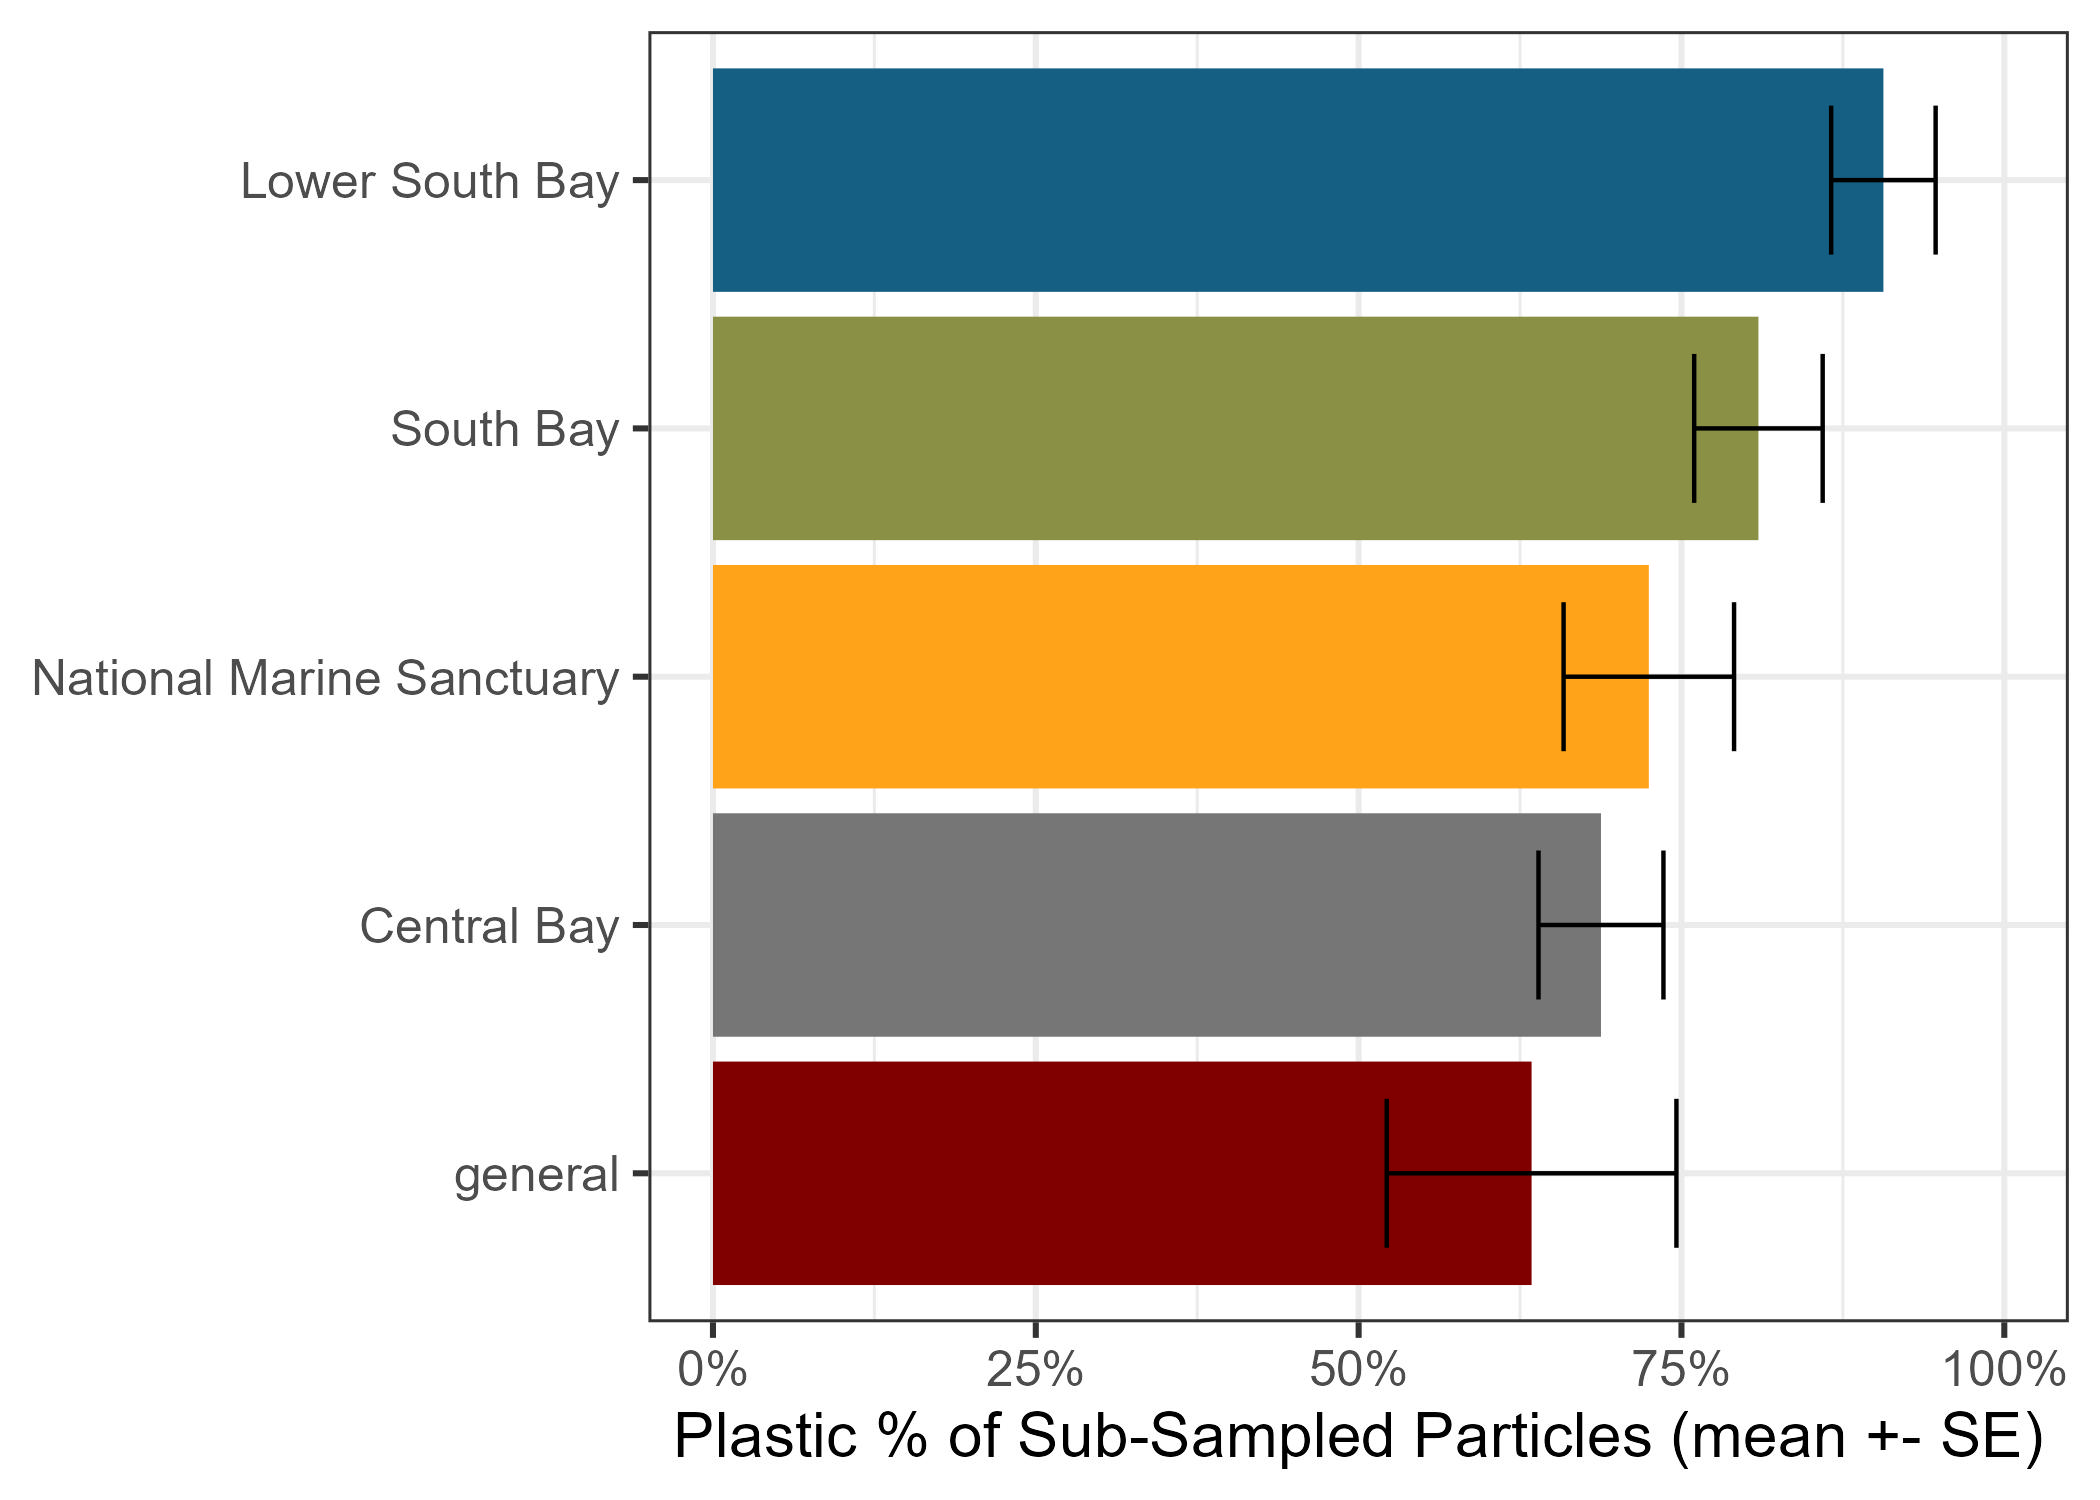 Lower South Bay
South Bay
National Marine Sanctuary
Central Bay
general
0% 25% 50% 75% 100%
Plastic % of Sub-Sampled Particles (mean +- SE)